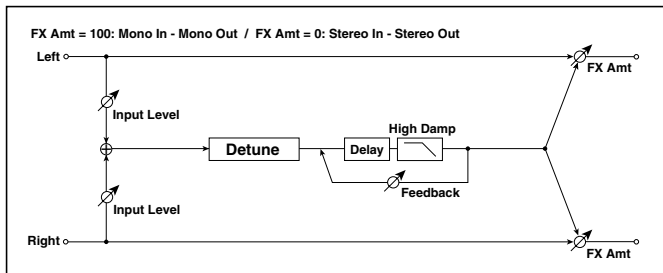 FX Amt = 100: Mono In - Mono Out / FX Amt = 0: Stereo In - Stereo Out
Left
FX Amt
Input Level
High Damp
Detune
Delay
Feedback
Input Level
Right
FX Amt